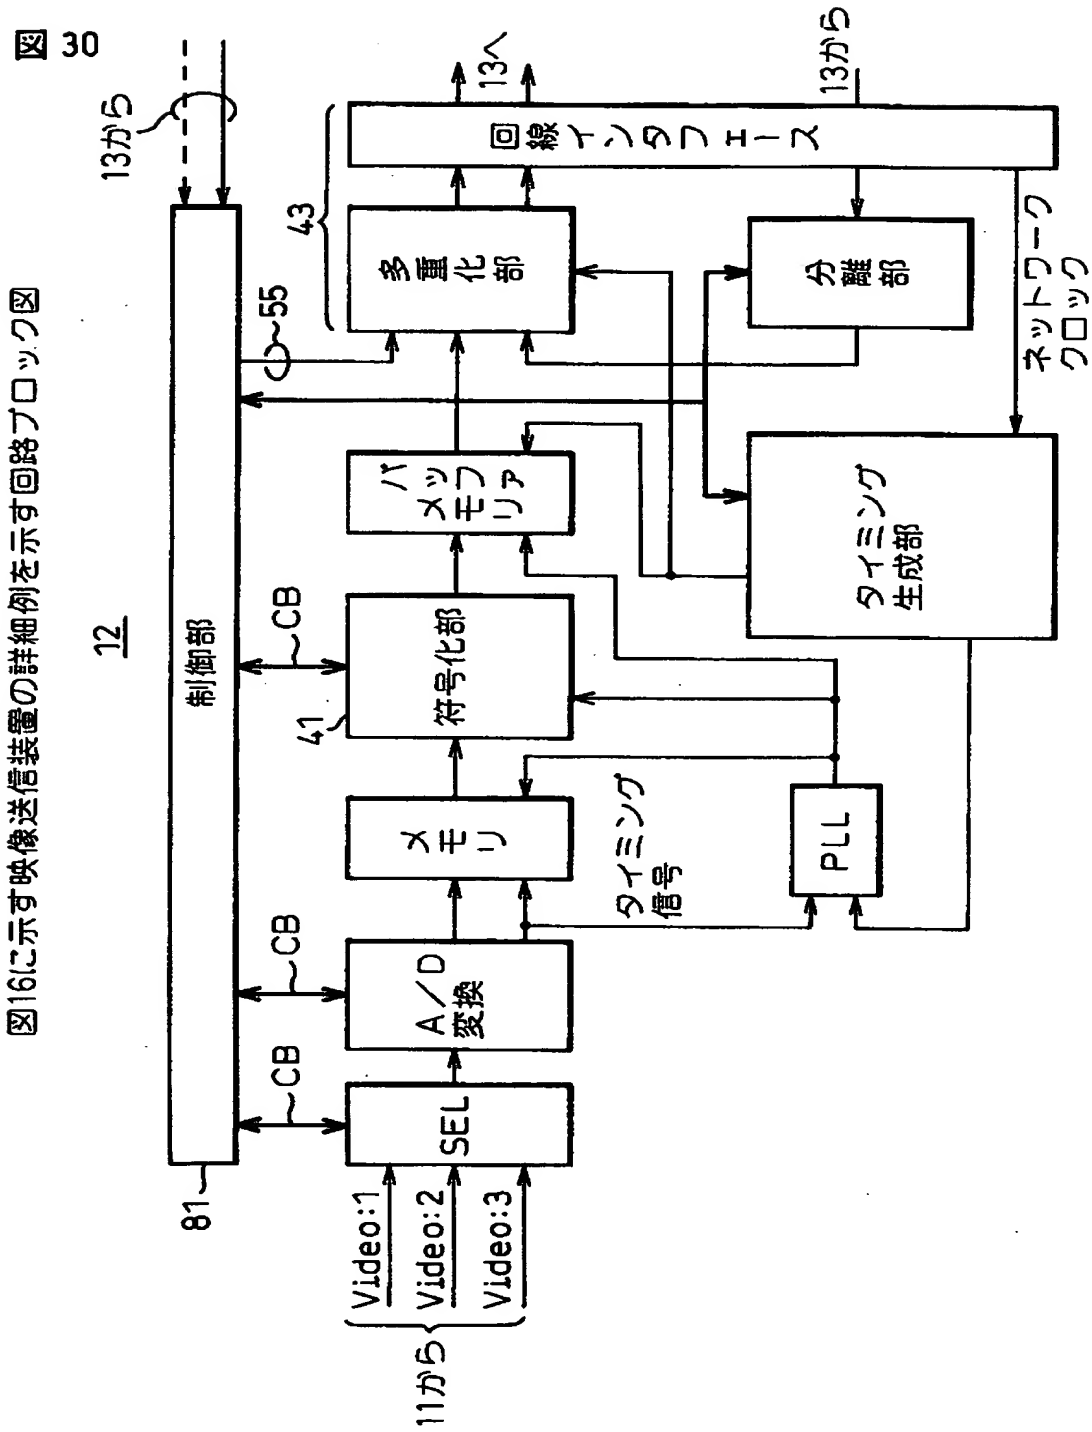 図 30
図16に示す映像送信装置の詳細例を示す回路ブロック図
12
13から
制御部
81
55
CB
CB
CB
11から
Video:1
Video:2
Video:3
SEL
A/D
変換
メモリ
41
符号化部
バッファ
メモリ
43
多重化部
回線インタフェース
13へ
13から
分離部
タイミング
信号
PLL
タイミング
生成部
ネットワーク
クロック